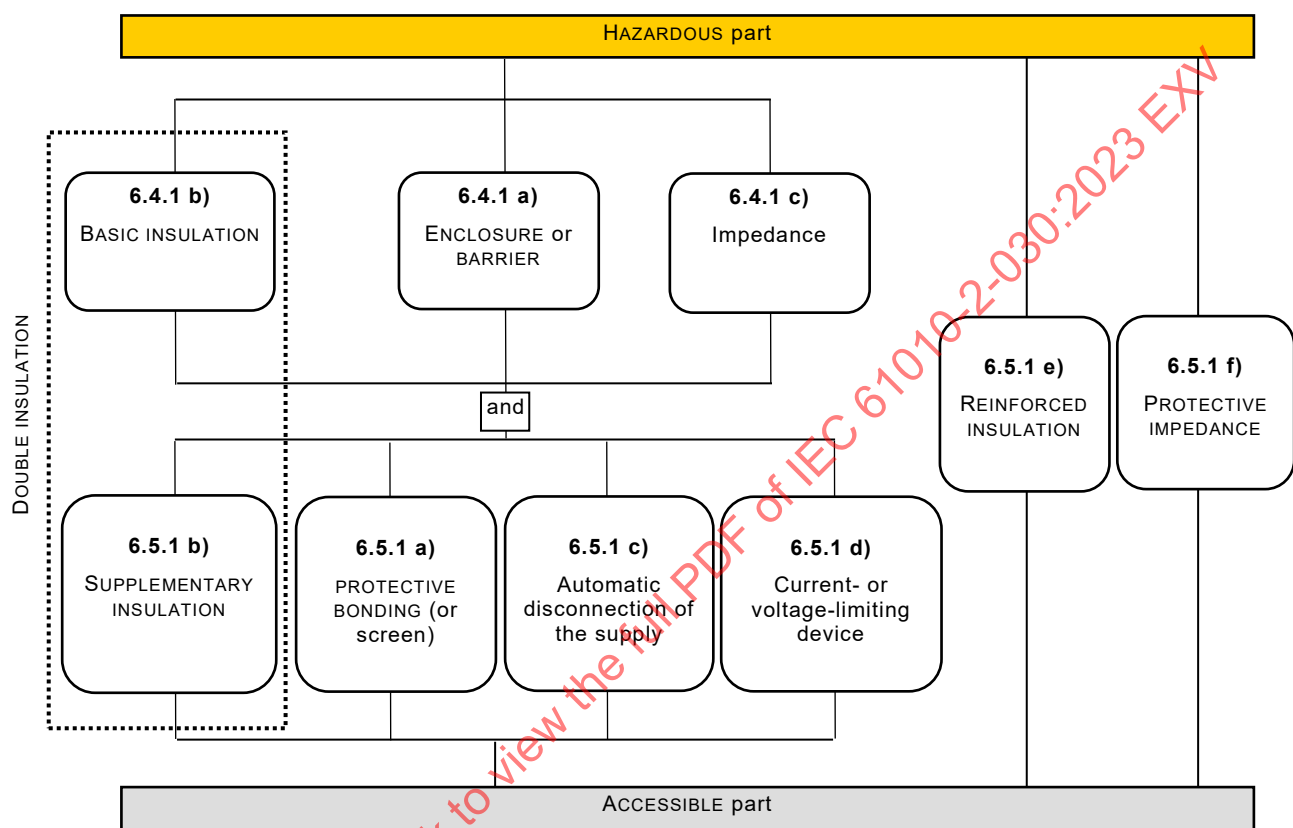 HAZARDOUS part
6.4.1 b)
BASIC INSULATION
6.4.1 a)
ENCLOSURE or
BARRIER
6.4.1 c)
Impedance
DOUBLE INSULATION
6.5.1 e)
REINFORCED
INSULATION
6.5.1 f)
PROTECTIVE
IMPEDANCE
and
6.5.1 b)
SUPPLEMENTARY
INSULATION
6.5.1 a)
PROTECTIVE
BONDING (or
screen)
6.5.1 c)
Automatic
disconnection of
the supply
6.5.1 d)
Current- or
voltage-limiting
device
ACCESSIBLE part
to view the full PDF of IEC 61010-2-030:2023 EXV